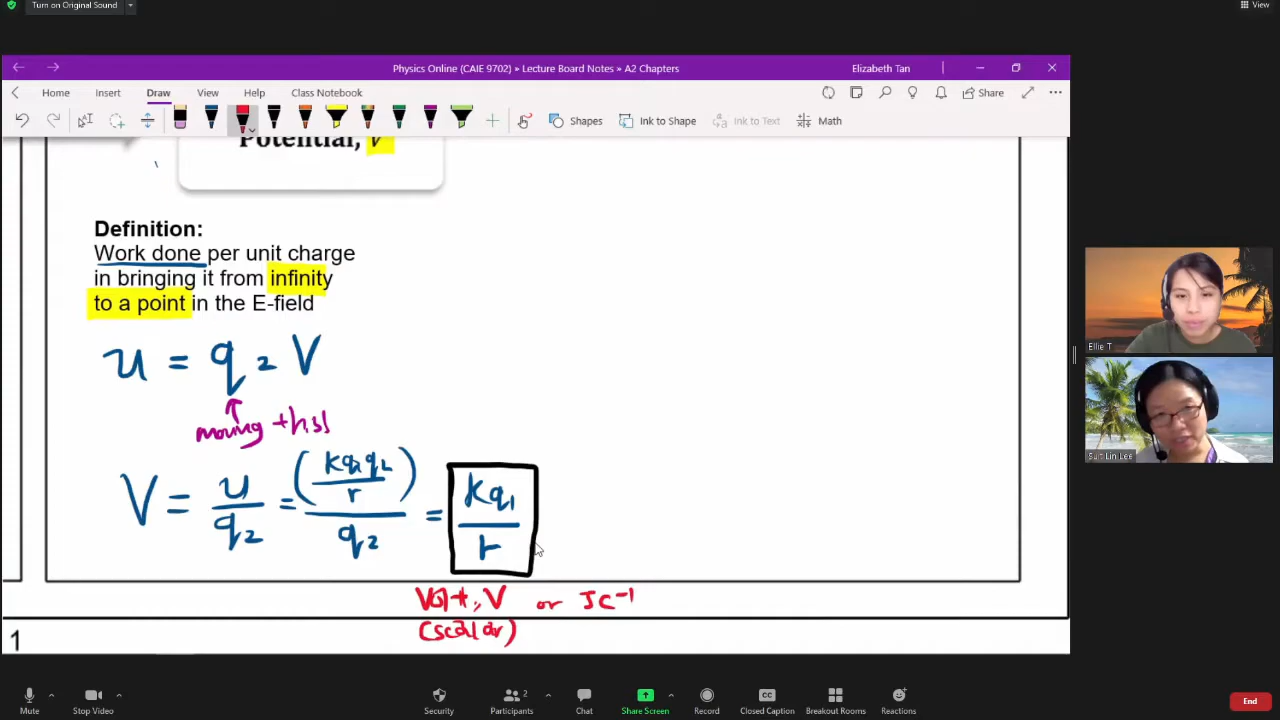 Turn on Original Sound
View
Physics Online (CAIE 9702) » Lecture Board Notes » A2 Chapters
Elizabeth Tan
Home Insert Draw View Help Class Notebook
Share
Shapes Ink to Shape Ink to Text Math
Potential, V
Definition:
Work done per unit charge
in bringing it from infinity
to a point in the E-field
u = q₂ V
moving this
V = u/q₂ = (kq₁q₂/r)/q₂ = kq₁/r
Volt, V or JC⁻¹
(scalar)
1
Ellie T
Suit Lin Lee
Mute
Stop Video
Security
Participants 2
Chat
Share Screen
Record
Closed Caption
Breakout Rooms
Reactions
End